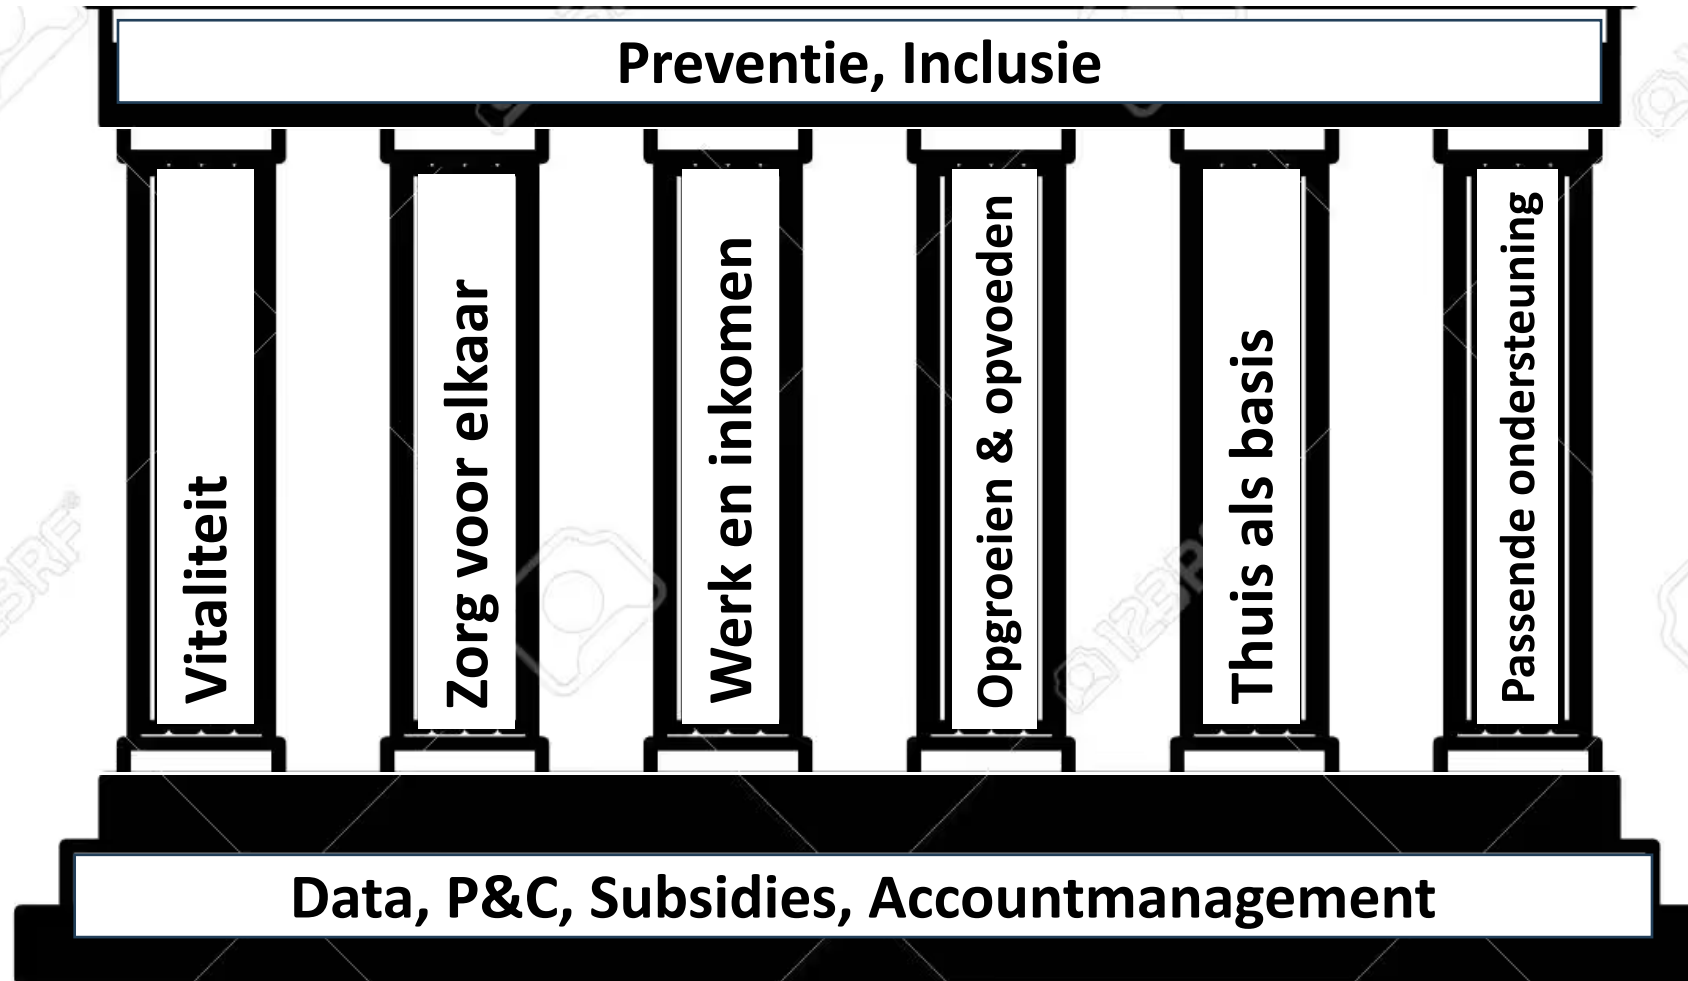 Preventie, Inclusie
Vitaliteit
Zorg voor elkaar
Werk en inkomen
Opgroeien & opvoeden
Thuis als basis
Passende ondersteuning
Data, P&C, Subsidies, Accountmanagement